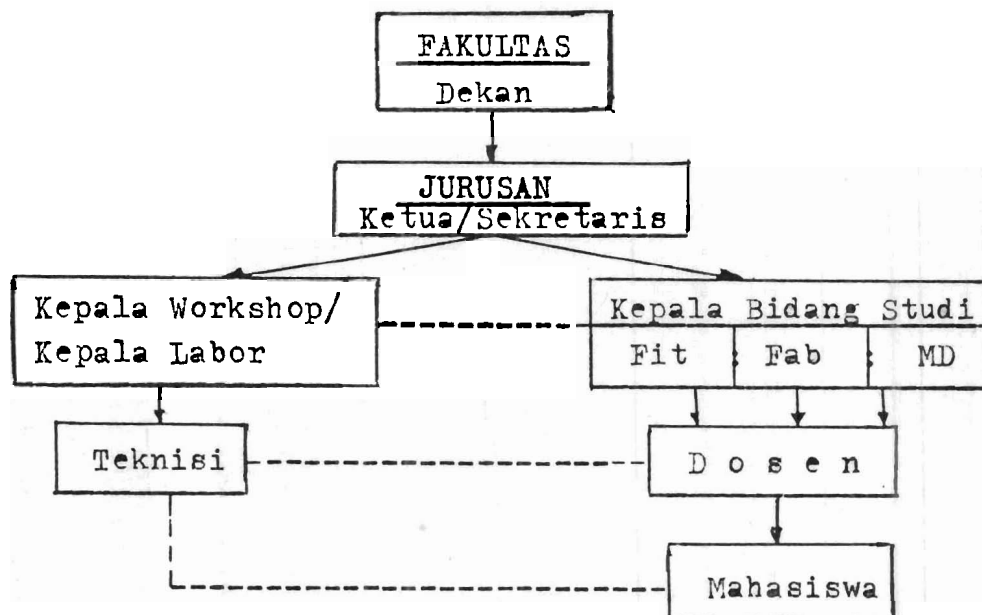 FAKULTAS
Dekan
JURUSAN
Ketua/Sekretaris
Kepala Workshop/
Kepala Labor
Kepala Bidang Studi
Fit : Fab : MD
Teknisi
D o s e n
Mahasiswa